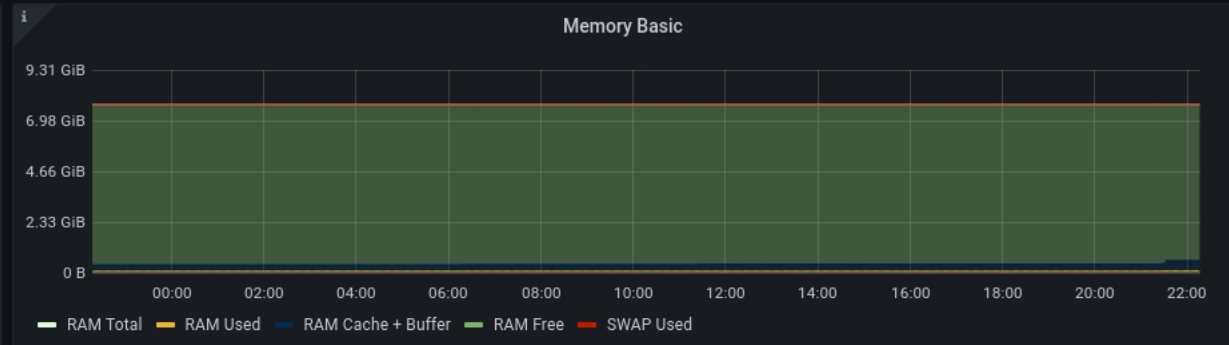 i
Memory Basic
9.31 GiB
6.98 GiB
4.66 GiB
2.33 GiB
0 B
00:00 02:00 04:00 06:00 08:00 10:00 12:00 14:00 16:00 18:00 20:00 22:00
RAM Total RAM Used RAM Cache + Buffer RAM Free SWAP Used